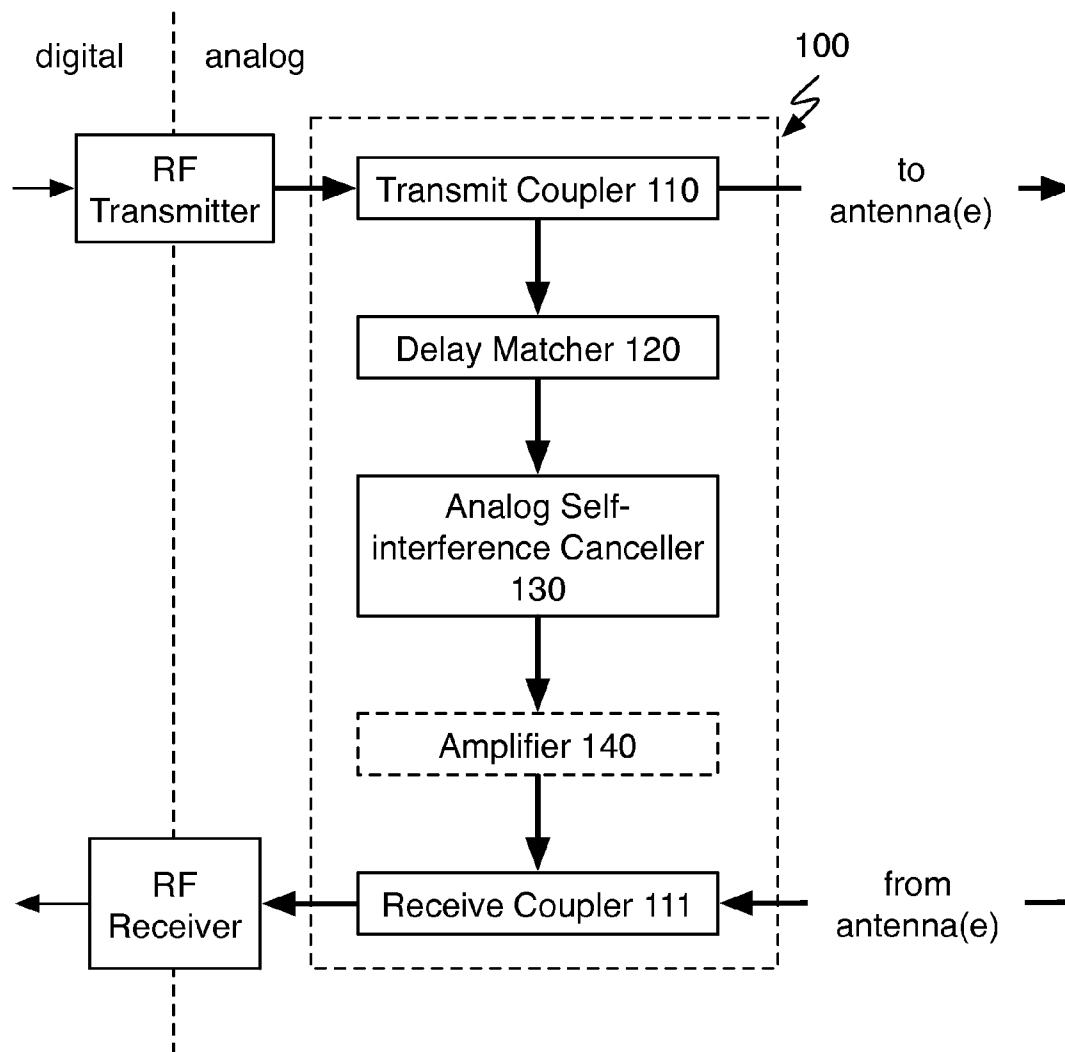 digital
analog
100
RF
Transmitter
Transmit Coupler 110
to
antenna(e)
Delay Matcher 120
Analog Self-
interference Canceller
130
Amplifier 140
RF
Receiver
Receive Coupler 111
from
antenna(e)